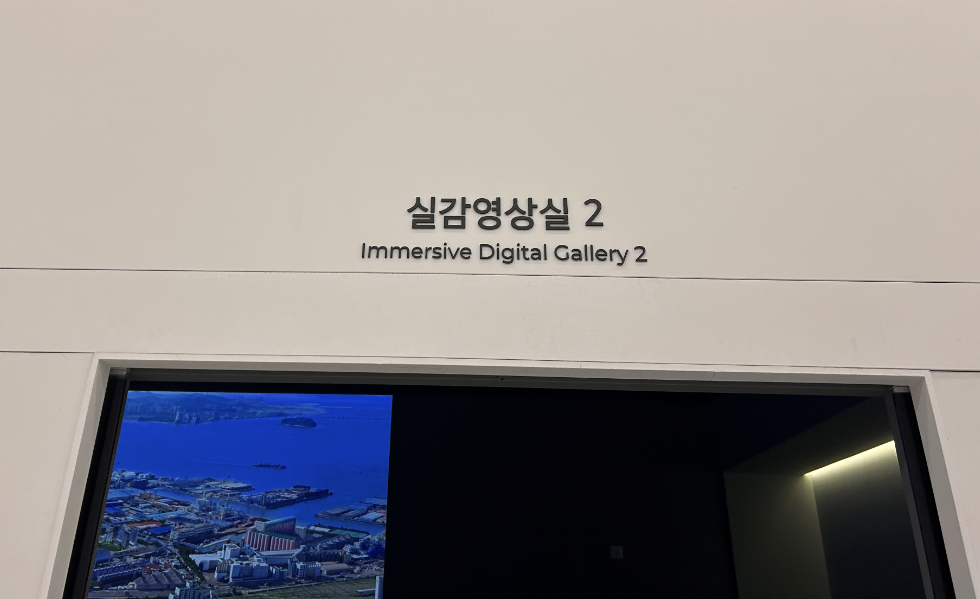 실감영상실 2
Immersive Digital Gallery 2